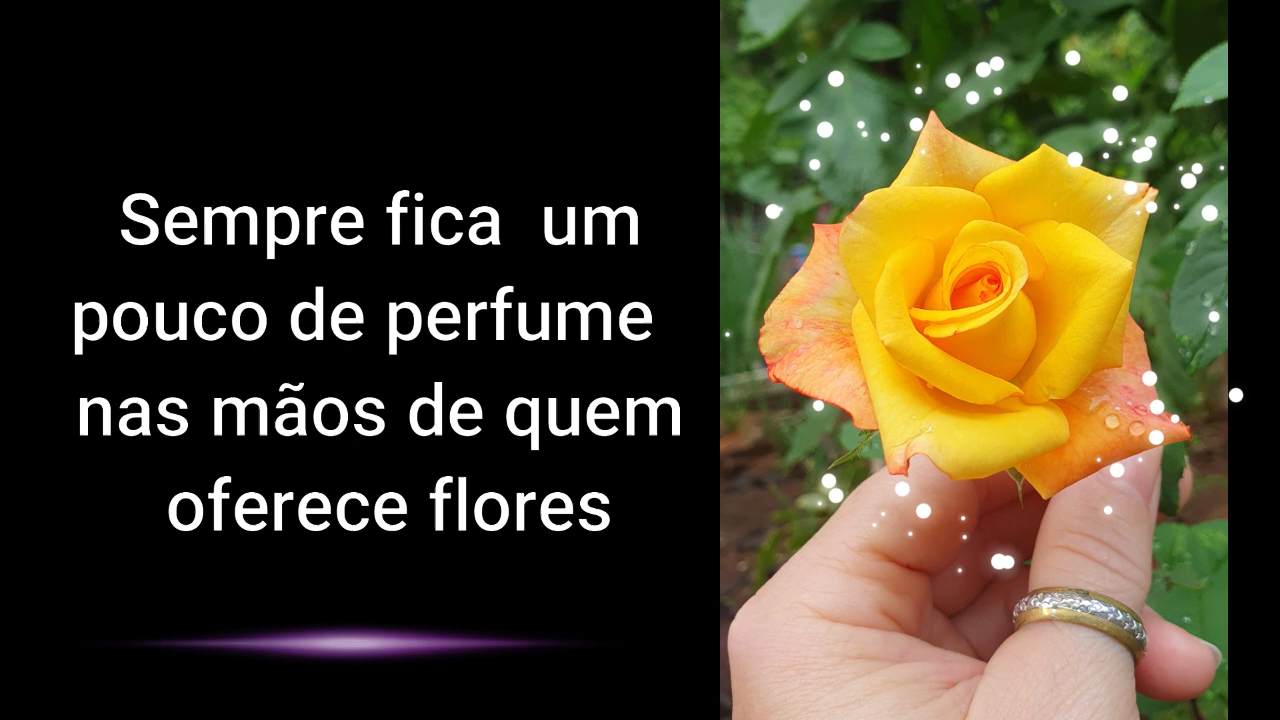 Sempre fica um
pouco de perfume
nas mãos de quem
oferece flores